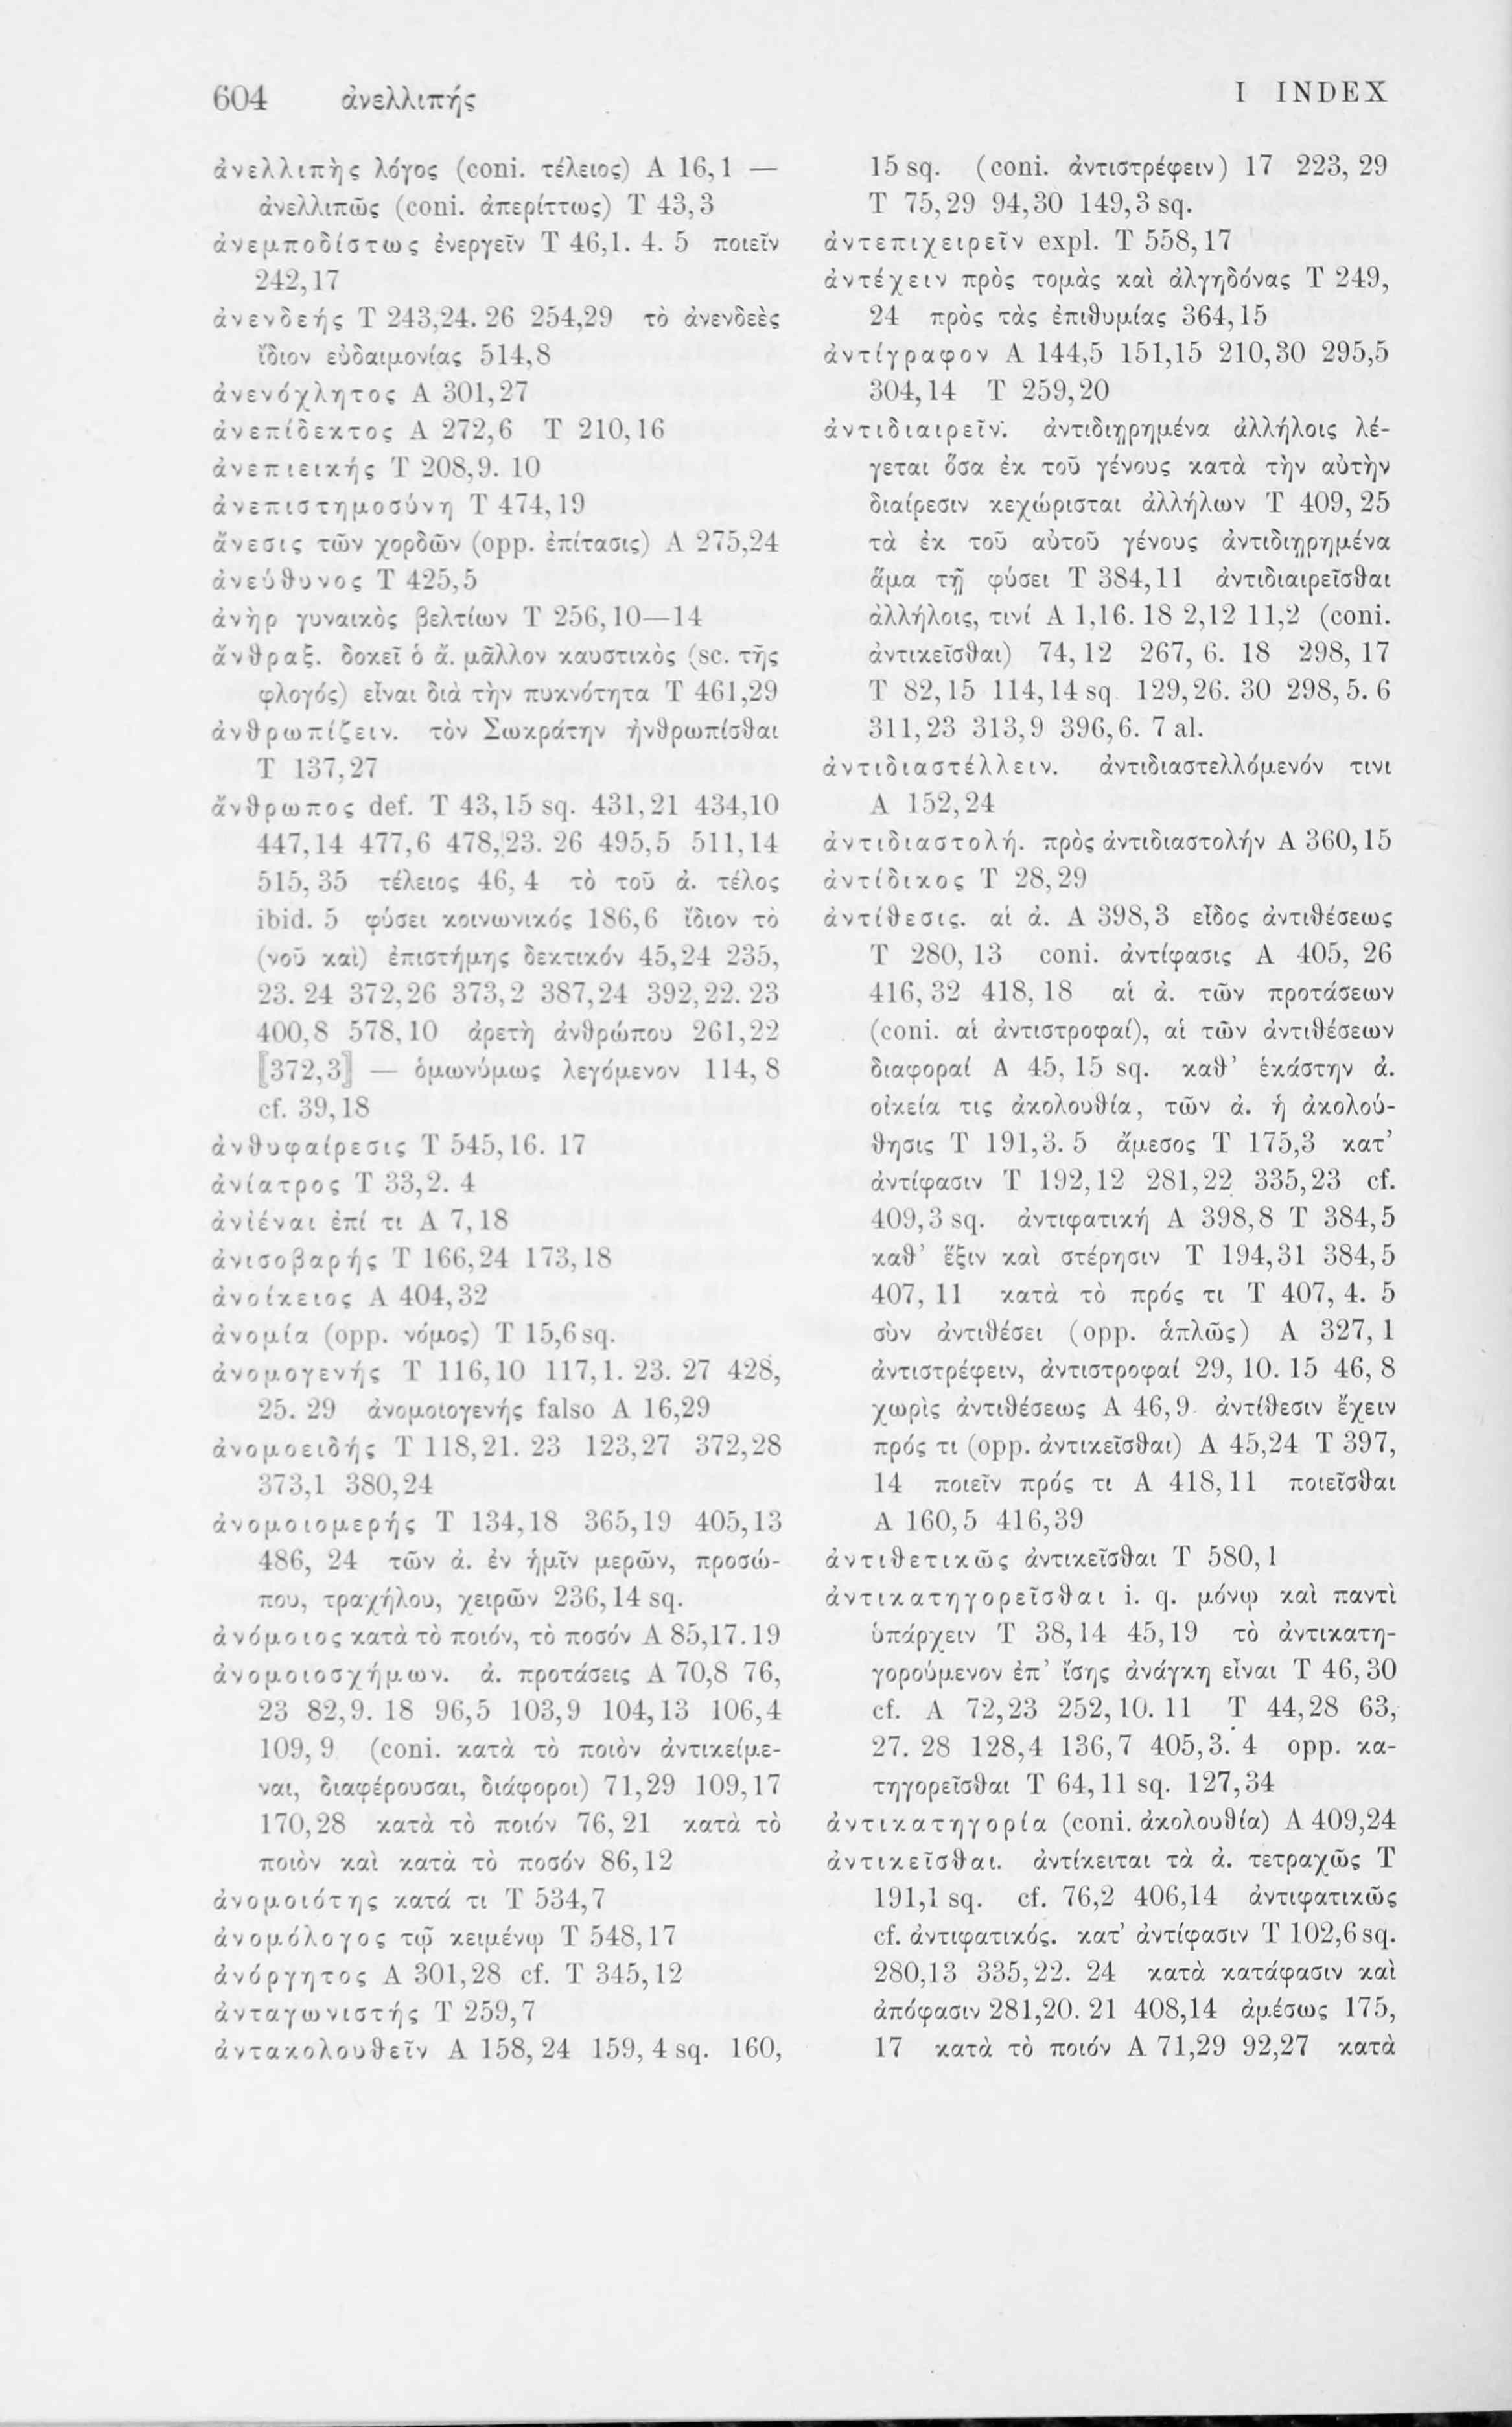 604 ἀνελλιπής
I INDEX
ἀνελλιπὴς λόγος (coni. τέλειος) A 16,1 —
ἀνελλιπῶς (coni. ἀπερίττως) T 43,3
ἀνεμποδίστως ἐνεργεῖν T 46,1. 4. 5 ποιεῖν
242,17
ἀνενδεής T 243,24. 26 254,29 τὸ ἀνενδεὲς
ἴδιον εὐδαιμονίας 514,8
ἀνενόχλητος A 301,27
ἀνεπίδεκτος A 272,6 T 210,16
ἀνεπιεικής T 208,9. 10
ἀνεπιστημοσύνη T 474,19
ἄνεσις τῶν χορδῶν (opp. ἐπίτασις) A 275,24
ἀνεύθυνος T 425,5
ἀνὴρ γυναικὸς βελτίων T 256,10—14
ἄνθραξ. δοκεῖ ὁ ἄ. μᾶλλον καυστικὸς (sc. τῆς
φλογός) εἶναι διὰ τὴν πυκνότητα T 461,29
ἀνθρωπίζειν. τὸν Σωκράτην ἠνθρωπίσθαι
T 137,27
ἄνθρωπος def. T 43,15 sq. 431,21 434,10
447,14 477,6 478,23. 26 495,5 511,14
515,35 τέλειος 46,4 τὸ τοῦ ἀ. τέλος
ibid. 5 φύσει κοινωνικός 186,6 ἴδιον τὸ
(νοῦ καὶ) ἐπιστήμης δεκτικόν 45,24 235,
23. 24 372,26 373,2 387,24 392,22. 23
400,8 578,10 ἀρετὴ ἀνθρώπου 261,22
⟦372,3⟧ — ὁμωνύμως λεγόμενον 114,8
cf. 39,18
ἀνθυφαίρεσις T 545,16. 17
ἀνίατρος T 33,2. 4
ἀνιέναι ἐπί τι A 7,18
ἀνισοβαρής T 166,24 173,18
ἀνοίκειος A 404,32
ἀνομία (opp. νόμος) T 15,6 sq.
ἀνομογενής T 116,10 117,1. 23. 27 428,
25. 29 ἀνομοιογενής falso A 16,29
ἀνομοειδής T 118,21. 23 123,27 372,28
373,1 380,24
ἀνομοιομερής T 134,18 365,19 405,13
486,24 τῶν ἀ. ἐν ἡμῖν μερῶν, προσώ-
που, τραχήλου, χειρῶν 236,14 sq.
ἀνόμοιος κατὰ τὸ ποιόν, τὸ ποσόν A 85,17. 19
ἀνομοιοσχήμων. ἀ. προτάσεις A 70,8 76,
23 82,9. 18 96,5 103,9 104,13 106,4
109,9 (coni. κατὰ τὸ ποιὸν ἀντικείμε-
ναι, διαφέρουσαι, διάφοροι) 71,29 109,17
170,28 κατὰ τὸ ποιόν 76,21 κατὰ τὸ
ποιὸν καὶ κατὰ τὸ ποσόν 86,12
ἀνομοιότης κατά τι T 534,7
ἀνομόλογος τῷ κειμένῳ T 548,17
ἀνόργητος A 301,28 cf. T 345,12
ἀνταγωνιστής T 259,7
ἀντακολουθεῖν A 158,24 159,4 sq. 160,
15 sq. (coni. ἀντιστρέφειν) 17 223,29
T 75,29 94,30 149,3 sq.
ἀντεπιχειρεῖν expl. T 558,17
ἀντέχειν πρὸς τομὰς καὶ ἀλγηδόνας T 249,
24 πρὸς τὰς ἐπιθυμίας 364,15
ἀντίγραφον A 144,5 151,15 210,30 295,5
304,14 T 259,20
ἀντιδιαιρεῖν. ἀντιδιῃρημένα ἀλλήλοις λέ-
γεται ὅσα ἐκ τοῦ γένους κατὰ τὴν αὐτὴν
διαίρεσιν κεχώρισται ἀλλήλων T 409,25
τὰ ἐκ τοῦ αὐτοῦ γένους ἀντιδιῃρημένα
ἅμα τῇ φύσει T 384,11 ἀντιδιαιρεῖσθαι
ἀλλήλοις, τινί A 1,16. 18 2,12 11,2 (coni.
ἀντικεῖσθαι) 74,12 267,6. 18 298,17
T 82,15 114,14 sq 129,26. 30 298,5. 6
311,23 313,9 396,6. 7 al.
ἀντιδιαστέλλειν. ἀντιδιαστελλόμενόν τινι
A 152,24
ἀντιδιαστολή. πρὸς ἀντιδιαστολήν A 360,15
ἀντίδικος T 28,29
ἀντίθεσις. αἱ ἀ. A 398,3 εἶδος ἀντιθέσεως
T 280,13 coni. ἀντίφασις A 405,26
416,32 418,18 αἱ ἀ. τῶν προτάσεων
(coni. αἱ ἀντιστροφαί), αἱ τῶν ἀντιθέσεων
διαφοραί A 45,15 sq. καθ’ ἑκάστην ἀ.
οἰκεία τις ἀκολουθία, τῶν ἀ. ἡ ἀκολού-
θησις T 191,3. 5 ἄμεσος T 175,3 κατ’
ἀντίφασιν T 192,12 281,22 335,23 cf.
409,3 sq. ἀντιφατική A 398,8 T 384,5
καθ’ ἕξιν καὶ στέρησιν T 194,31 384,5
407,11 κατὰ τὸ πρός τι T 407,4. 5
σὺν ἀντιθέσει (opp. ἁπλῶς) A 327,1
ἀντιστρέφειν, ἀντιστροφαί 29,10. 15 46,8
χωρὶς ἀντιθέσεως A 46,9 ἀντίθεσιν ἔχειν
πρός τι (opp. ἀντικεῖσθαι) A 45,24 T 397,
14 ποιεῖν πρός τι A 418,11 ποιεῖσθαι
A 160,5 416,39
ἀντιθετικῶς ἀντικεῖσθαι T 580,1
ἀντικατηγορεῖσθαι i. q. μόνῳ καὶ παντὶ
ὑπάρχειν T 38,14 45,19 τὸ ἀντικατη-
γορούμενον ἐπ’ ἴσης ἀνάγκη εἶναι T 46,30
cf. A 72,23 252,10. 11 T 44,28 63,
27. 28 128,4 136,7 405,3. 4 opp. κα-
τηγορεῖσθαι T 64,11 sq. 127,34
ἀντικατηγορία (coni. ἀκολουθία) A 409,24
ἀντικεῖσθαι. ἀντίκειται τὰ ἀ. τετραχῶς T
191,1 sq. cf. 76,2 406,14 ἀντιφατικῶς
cf. ἀντιφατικός. κατ’ ἀντίφασιν T 102,6 sq.
280,13 335,22. 24 κατὰ κατάφασιν καὶ
ἀπόφασιν 281,20. 21 408,14 ἀμέσως 175,
17 κατὰ τὸ ποιόν A 71,29 92,27 κατὰ